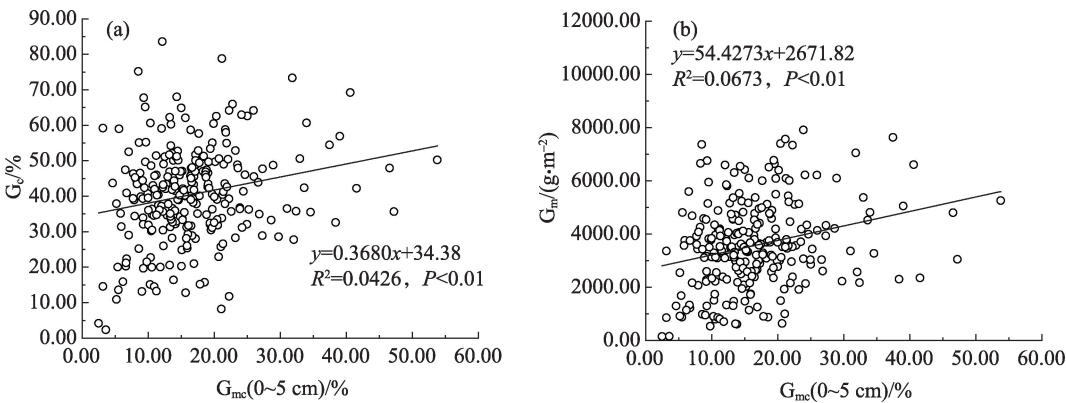 (a)
90.00
80.00
70.00
60.00
50.00
40.00
30.00
20.00
10.00
0.00
G_c/%
y=0.3680x+34.38
R²=0.0426，P<0.01
0.00 10.00 20.00 30.00 40.00 50.00 60.00
G_mc(0~5 cm)/%
(b)
12000.00
10000.00
8000.00
6000.00
4000.00
2000.00
0.00
G_m/(g•m⁻²)
y=54.4273x+2671.82
R²=0.0673，P<0.01
0.00 10.00 20.00 30.00 40.00 50.00 60.00
G_mc(0~5 cm)/%